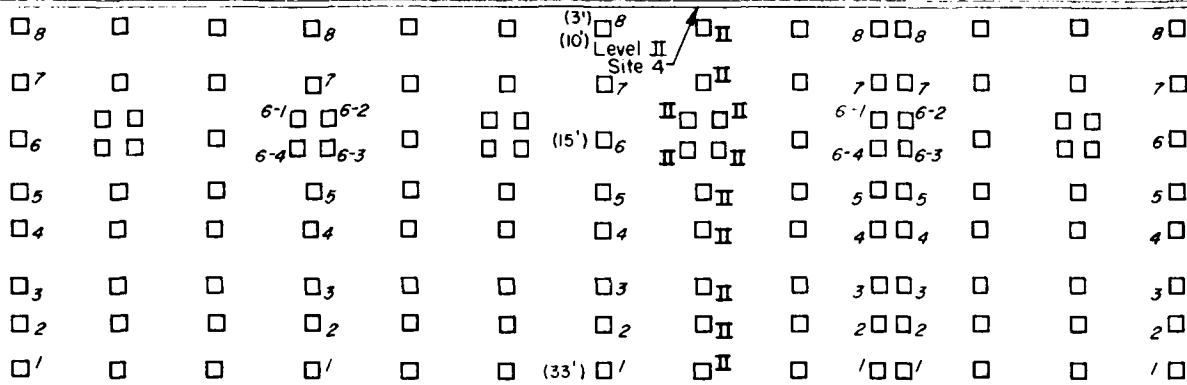 8 8 (3') 8 II 8 8 8
(10') Level II
Site 4
7 7 7 II 7 7 7
6-1 6-2 II II 6-1 6-2
6 (15') 6 6
6-4 6-3 II II 6-4 6-3
5 5 5 II 5 5 5
4 4 4 II 4 4 4
3 3 3 II 3 3 3
2 2 2 II 2 2 2
1 1 (33') 1 II 1 1 1